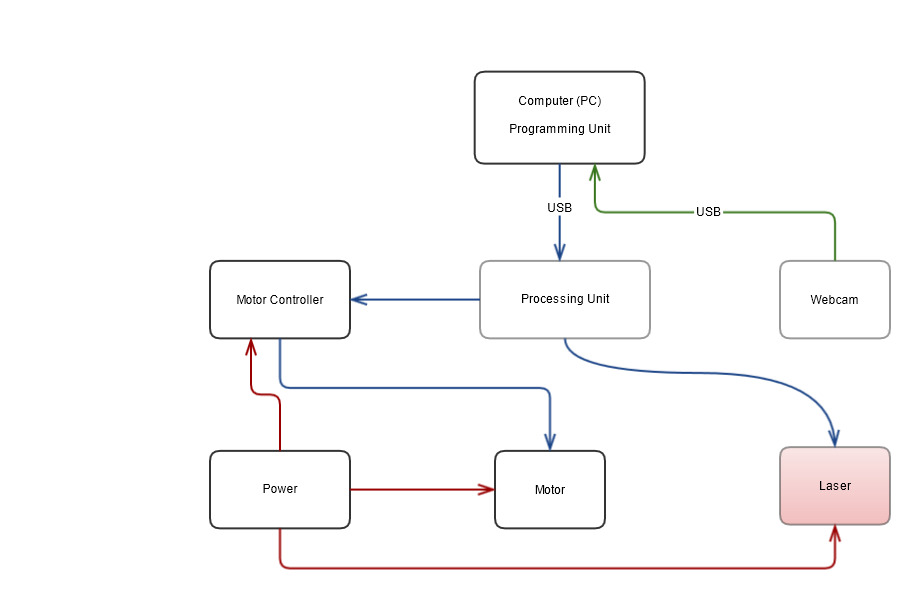 Computer (PC)
Programming Unit
USB
USB
Motor Controller
Processing Unit
Webcam
Power
Motor
Laser